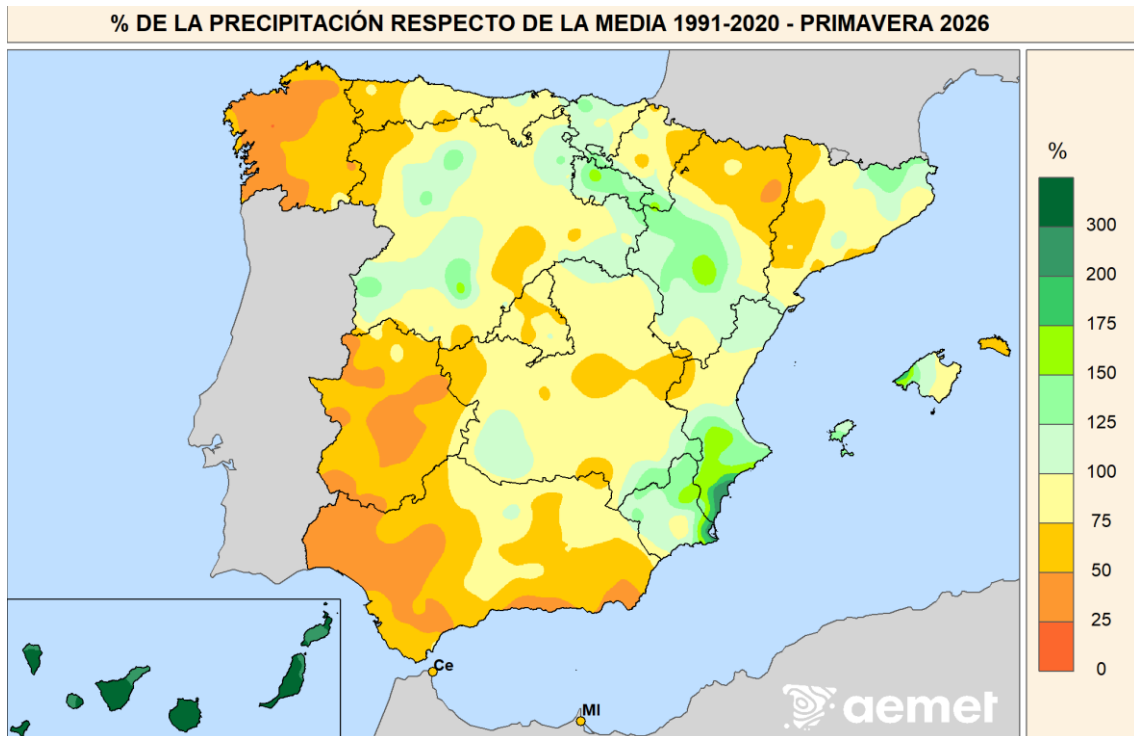 % DE LA PRECIPITACIÓN RESPECTO DE LA MEDIA 1991-2020 - PRIMAVERA 2026
%
300
200
175
150
125
100
75
50
25
0
Ce
Ml
aemet